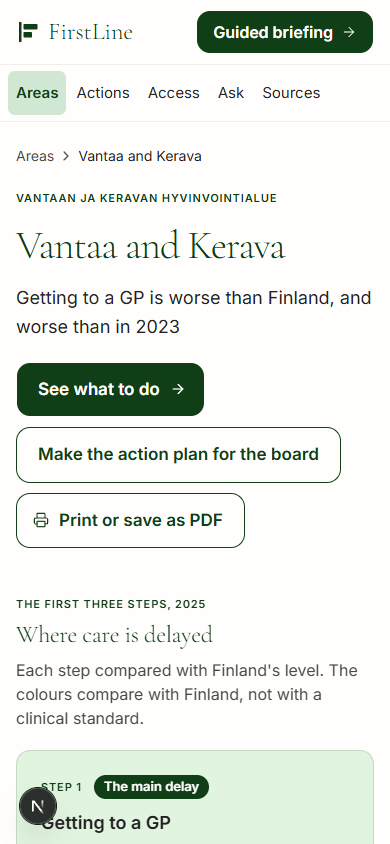 FirstLine
Guided briefing
Areas Actions Access Ask Sources
Areas Vantaa and Kerava
VANTAAN JA KERAVAN HYVINVOINTIALUE
Vantaa and Kerava
Getting to a GP is worse than Finland, and
worse than in 2023
See what to do
Make the action plan for the board
Print or save as PDF
THE FIRST THREE STEPS, 2025
Where care is delayed
Each step compared with Finland's level. The
colours compare with Finland, not with a
clinical standard.
STEP 1 The main delay
N
Getting to a GP